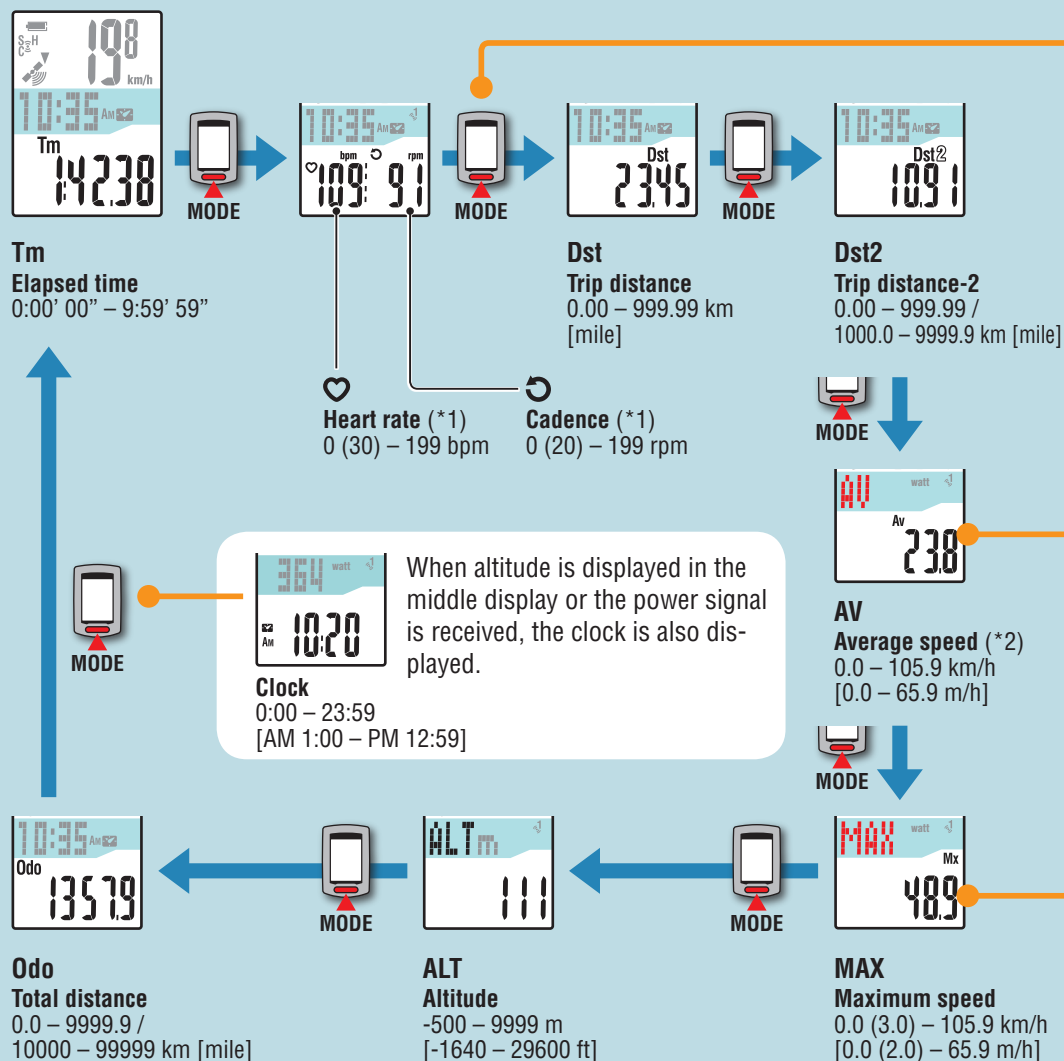 S H
C
19.8
km/h
10:35 AM
Tm
1:42.38
MODE
10:35 AM
bpm rpm
109 91
MODE
10:35 AM
Dst
23.45
MODE
10:35 AM
Dst2
10.91
Tm
Elapsed time
0:00’ 00” – 9:59’ 59”
Dst
Trip distance
0.00 – 999.99 km
[mile]
Dst2
Trip distance-2
0.00 – 999.99 /
1000.0 – 9999.9 km [mile]
Heart rate (*1)
0 (30) – 199 bpm
Cadence (*1)
0 (20) – 199 rpm
MODE
AV watt
Av
23.8
AV
Average speed (*2)
0.0 – 105.9 km/h
[0.0 – 65.9 m/h]
MODE
MODE
364 watt
AM 10:20
Clock
0:00 – 23:59
[AM 1:00 – PM 12:59]
When altitude is displayed in the
middle display or the power signal
is received, the clock is also dis-
played.
10:35 AM
Odo
1357.9
MODE
ALT m
111
MODE
MAX watt
Mx
48.9
Odo
Total distance
0.0 – 9999.9 /
10000 – 99999 km [mile]
ALT
Altitude
-500 – 9999 m
[-1640 – 29600 ft]
MAX
Maximum speed
0.0 (3.0) – 105.9 km/h
[0.0 (2.0) – 65.9 m/h]